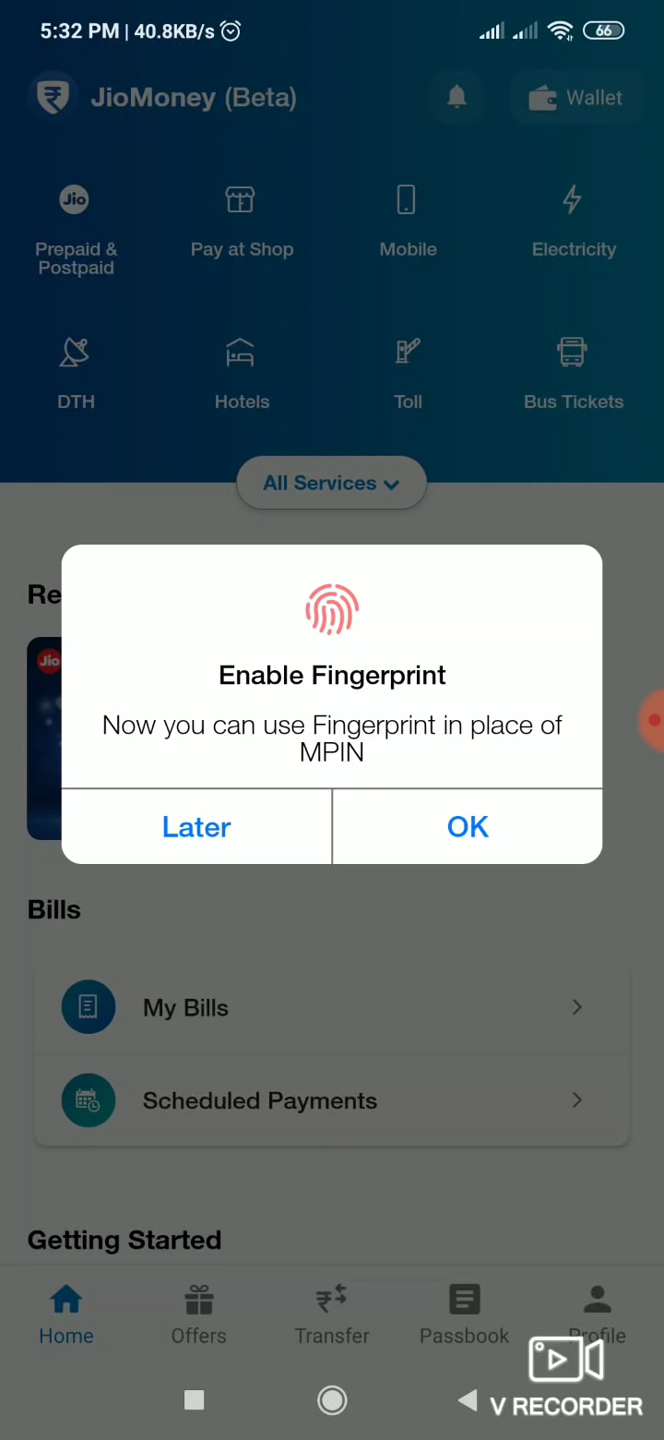 5:32 PM | 40.8KB/s
66
JioMoney (Beta)
Wallet
Jio
Prepaid &
Postpaid
Pay at Shop
Mobile
Electricity
DTH
Hotels
Toll
Bus Tickets
All Services
Re
Jio
Enable Fingerprint
Now you can use Fingerprint in place of
MPIN
Later
OK
Bills
My Bills
Scheduled Payments
Getting Started
Home
Offers
Transfer
Passbook
Profile
V RECORDER